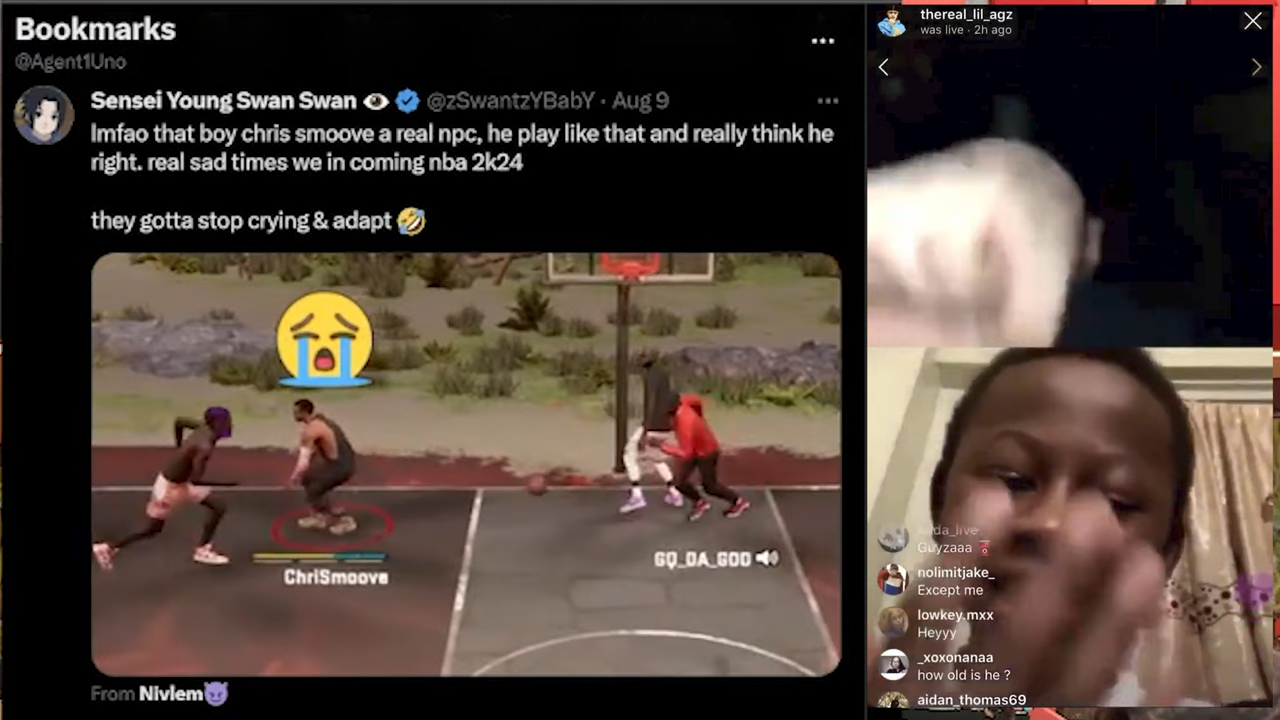 Bookmarks
@Agent1Uno
Sensei Young Swan Swan 👁 @zSwantzYBabY · Aug 9
lmfao that boy chris smoove a real npc, he play like that and really think he
right. real sad times we in coming nba 2k24
they gotta stop crying & adapt 🤣
ChriSmoove
GQ_DA_GOD
From Nivlem😈
thereal_lil_agz
was live · 2h ago
Guyzaaa
nolimitjake_
Except me
lowkey.mxx
Heyyy
_xoxonanaa
how old is he ?
aidan_thomas69